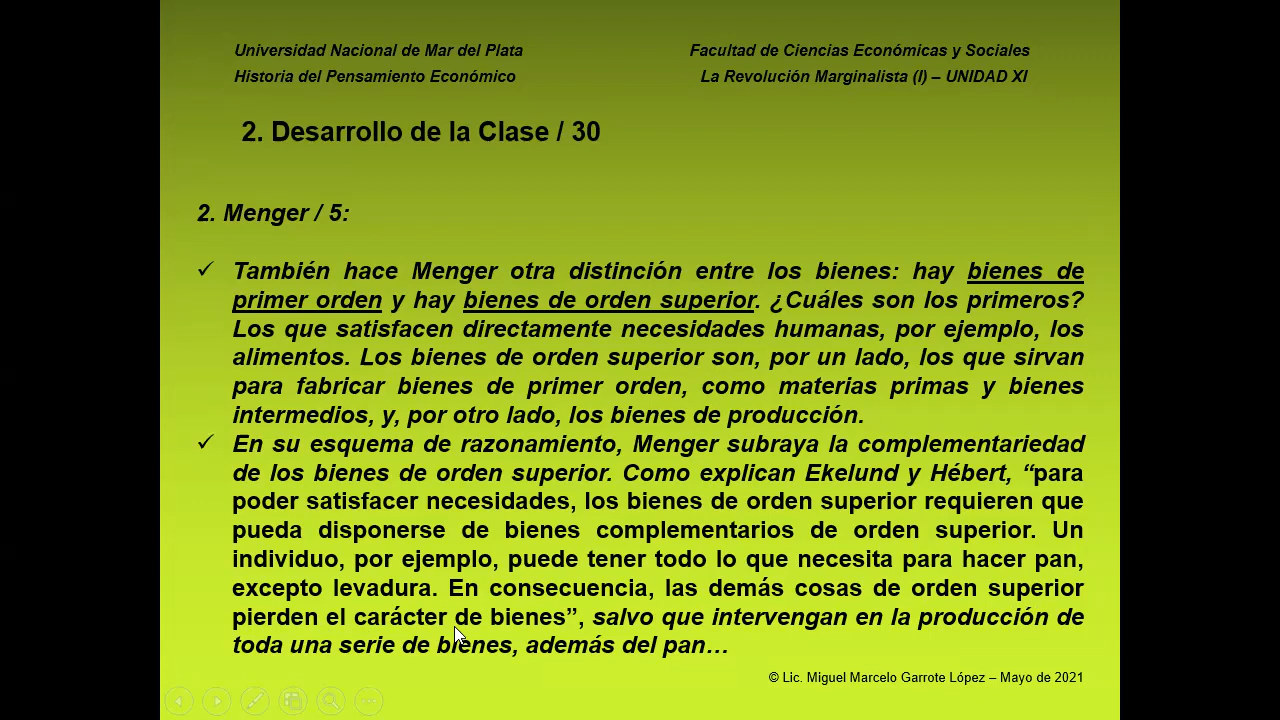 Universidad Nacional de Mar del Plata
Facultad de Ciencias Económicas y Sociales
Historia del Pensamiento Económico
La Revolución Marginalista (I) – UNIDAD XI
2. Desarrollo de la Clase / 30
2. Menger / 5:
✓ También hace Menger otra distinción entre los bienes: hay bienes de
primer orden y hay bienes de orden superior. ¿Cuáles son los primeros?
Los que satisfacen directamente necesidades humanas, por ejemplo, los
alimentos. Los bienes de orden superior son, por un lado, los que sirvan
para fabricar bienes de primer orden, como materias primas y bienes
intermedios, y, por otro lado, los bienes de producción.
✓ En su esquema de razonamiento, Menger subraya la complementariedad
de los bienes de orden superior. Como explican Ekelund y Hébert, “para
poder satisfacer necesidades, los bienes de orden superior requieren que
pueda disponerse de bienes complementarios de orden superior. Un
individuo, por ejemplo, puede tener todo lo que necesita para hacer pan,
excepto levadura. En consecuencia, las demás cosas de orden superior
pierden el carácter de bienes”, salvo que intervengan en la producción de
toda una serie de bienes, además del pan…
© Lic. Miguel Marcelo Garrote López – Mayo de 2021